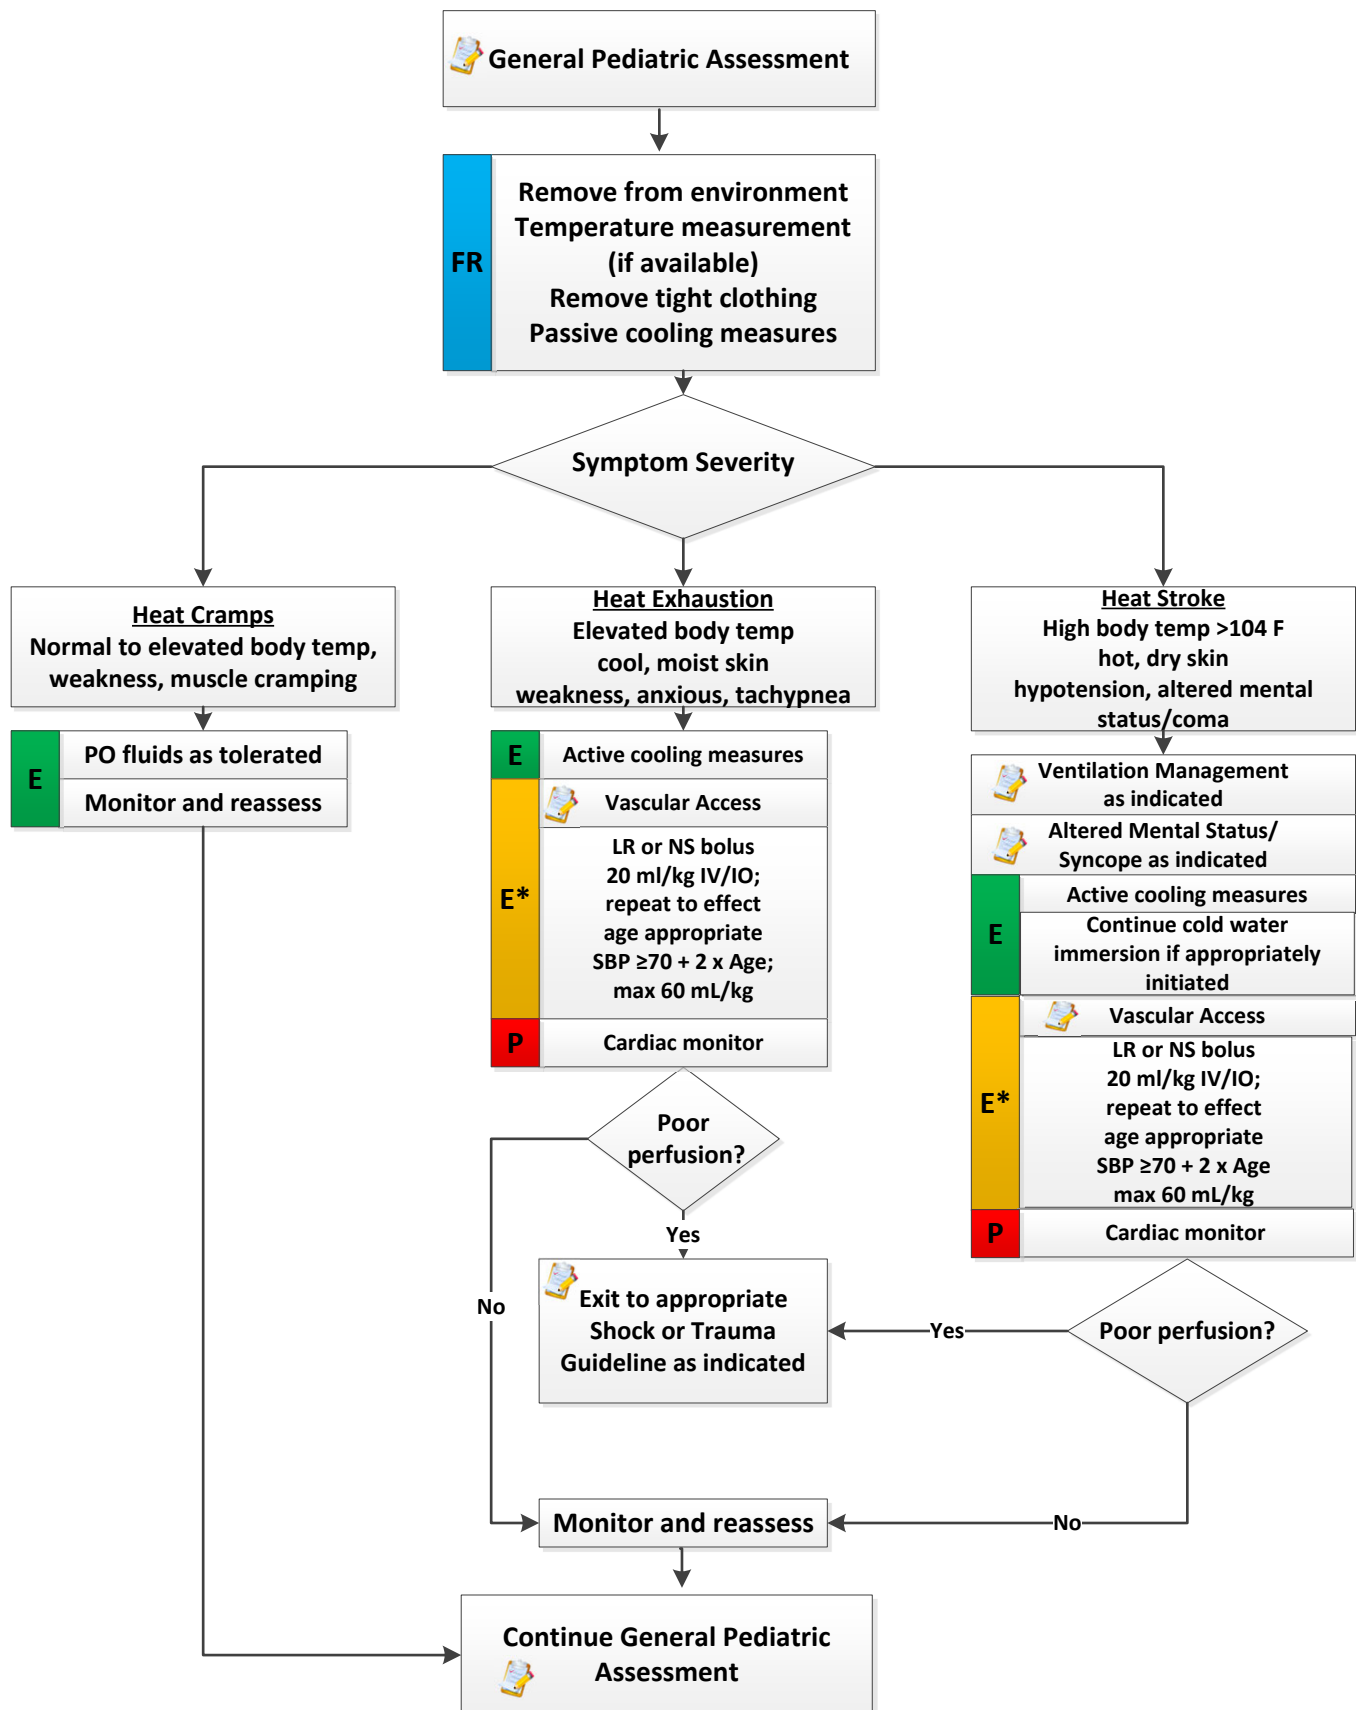 General Pediatric Assessment
FR
Remove from environment
Temperature measurement
(if available)
Remove tight clothing
Passive cooling measures
Symptom Severity
Heat Cramps
Normal to elevated body temp,
weakness, muscle cramping
E
PO fluids as tolerated
Monitor and reassess
Heat Exhaustion
Elevated body temp
cool, moist skin
weakness, anxious, tachypnea
E
Active cooling measures
E*
Vascular Access
LR or NS bolus
20 ml/kg IV/IO;
repeat to effect
age appropriate
SBP ≥70 + 2 x Age;
max 60 mL/kg
P
Cardiac monitor
Poor
perfusion?
Yes
No
Exit to appropriate
Shock or Trauma
Guideline as indicated
Heat Stroke
High body temp >104 F
hot, dry skin
hypotension, altered mental
status/coma
Ventilation Management
as indicated
Altered Mental Status/
Syncope as indicated
E
Active cooling measures
Continue cold water
immersion if appropriately
initiated
E*
Vascular Access
LR or NS bolus
20 ml/kg IV/IO;
repeat to effect
age appropriate
SBP ≥70 + 2 x Age
max 60 mL/kg
P
Cardiac monitor
Poor perfusion?
Yes
No
Monitor and reassess
Continue General Pediatric
Assessment